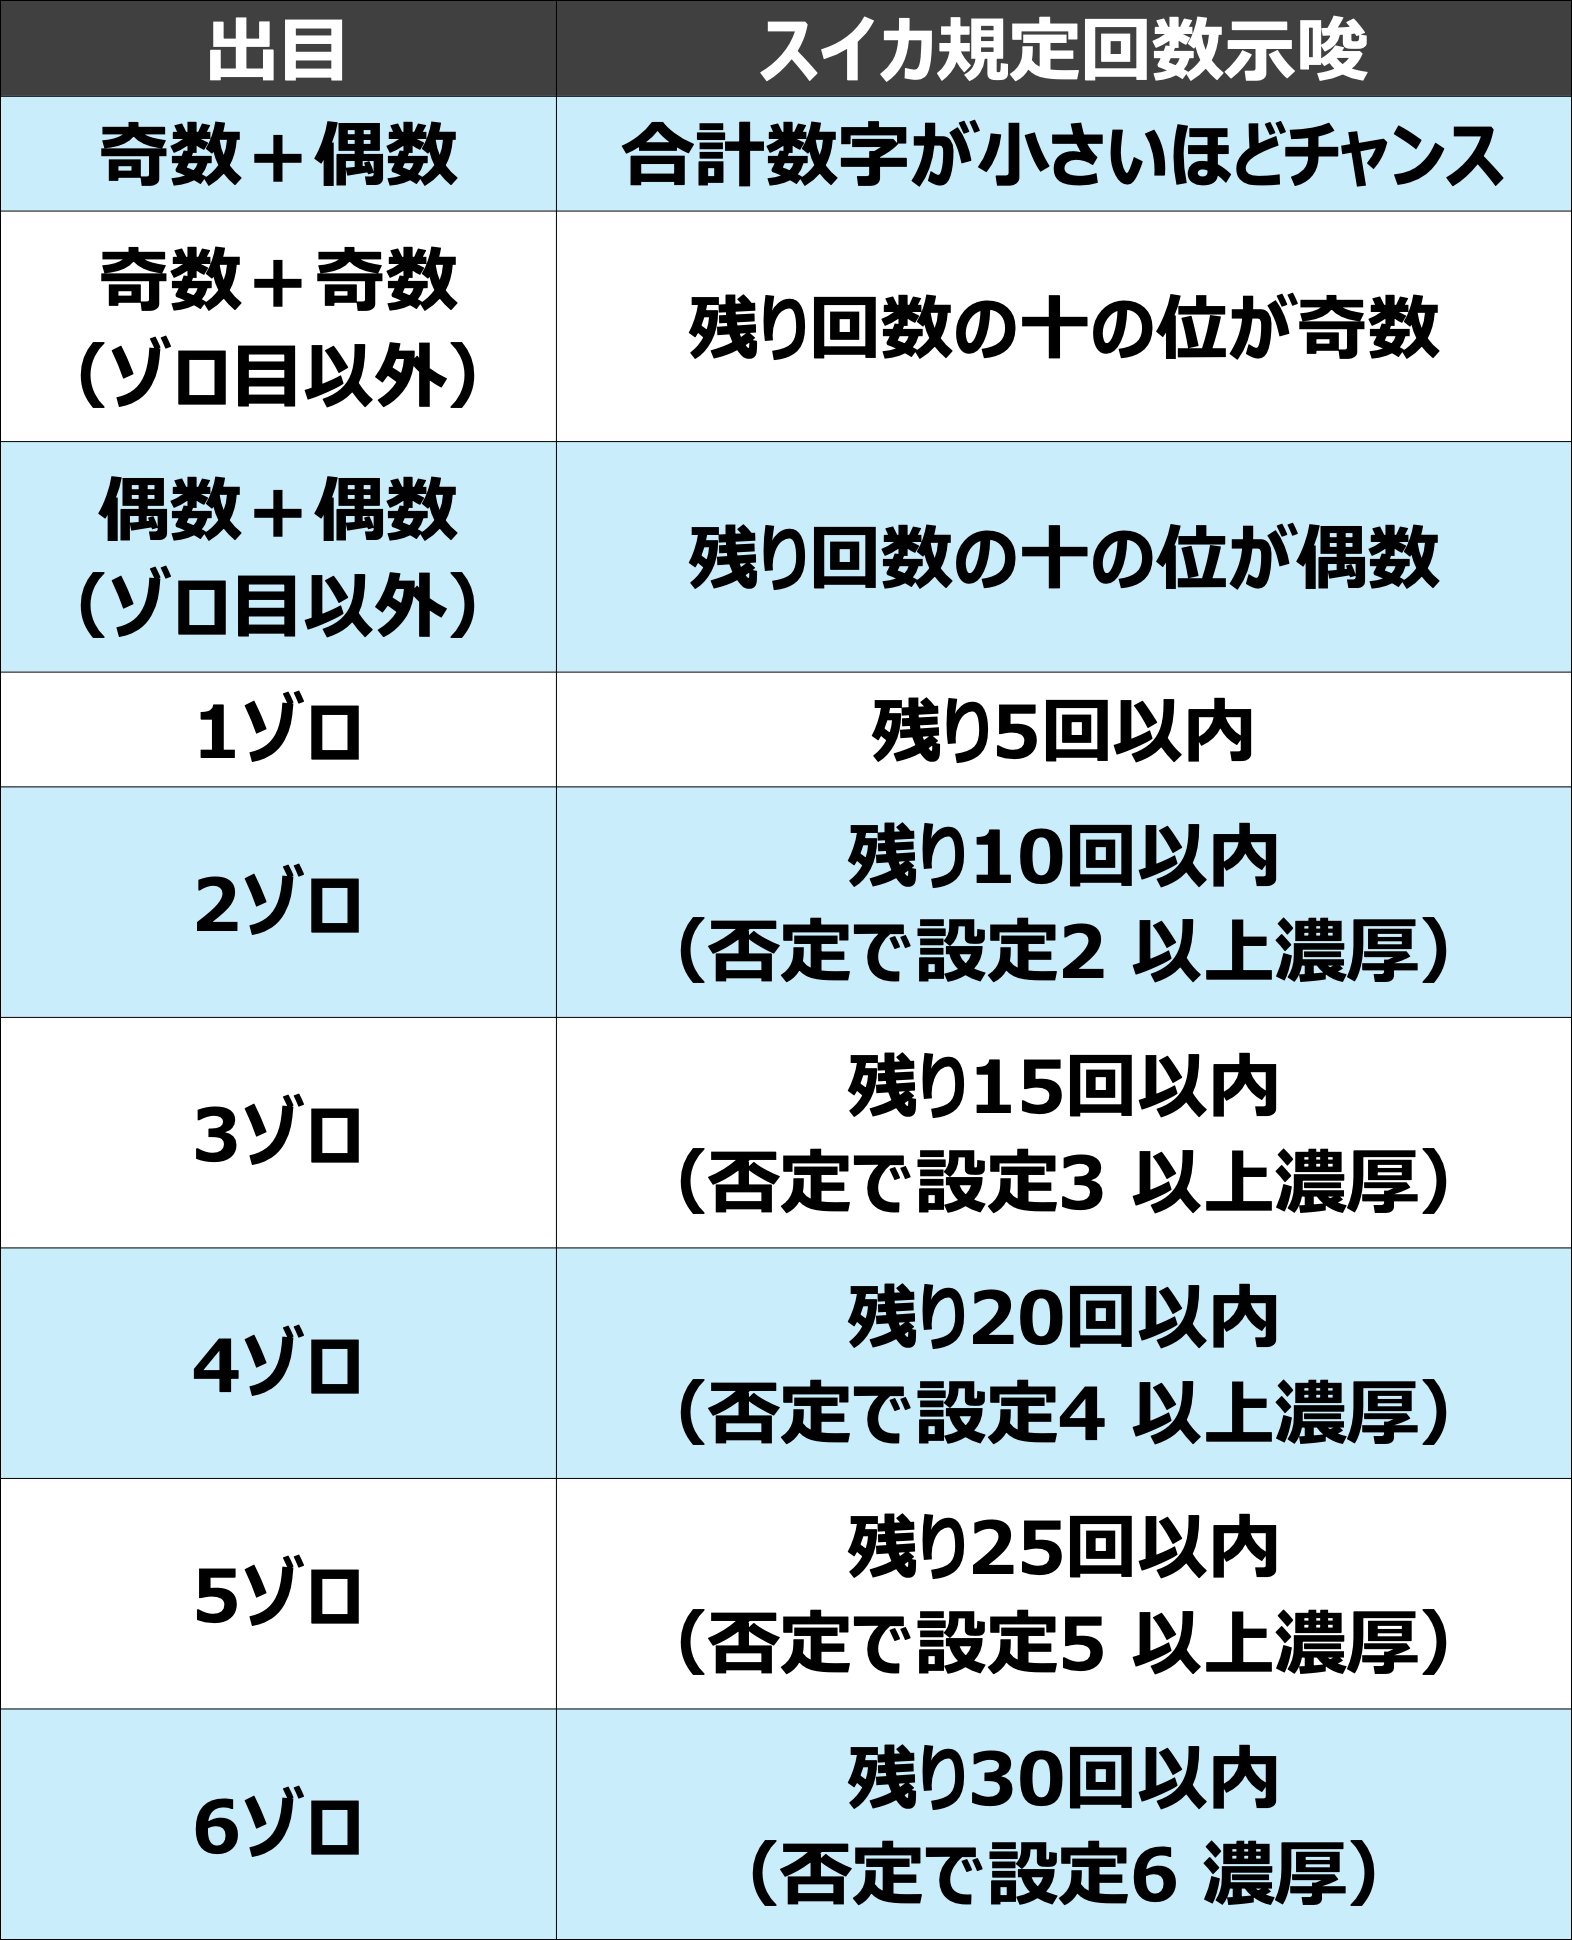 出目 スイカ規定回数示唆
奇数＋偶数 合計数字が小さいほどチャンス
奇数＋奇数
（ゾロ目以外） 残り回数の十の位が奇数
偶数＋偶数
（ゾロ目以外） 残り回数の十の位が偶数
1ゾロ 残り5回以内
2ゾロ 残り10回以内
（否定で設定2 以上濃厚）
3ゾロ 残り15回以内
（否定で設定3 以上濃厚）
4ゾロ 残り20回以内
（否定で設定4 以上濃厚）
5ゾロ 残り25回以内
（否定で設定5 以上濃厚）
6ゾロ 残り30回以内
（否定で設定6 濃厚）